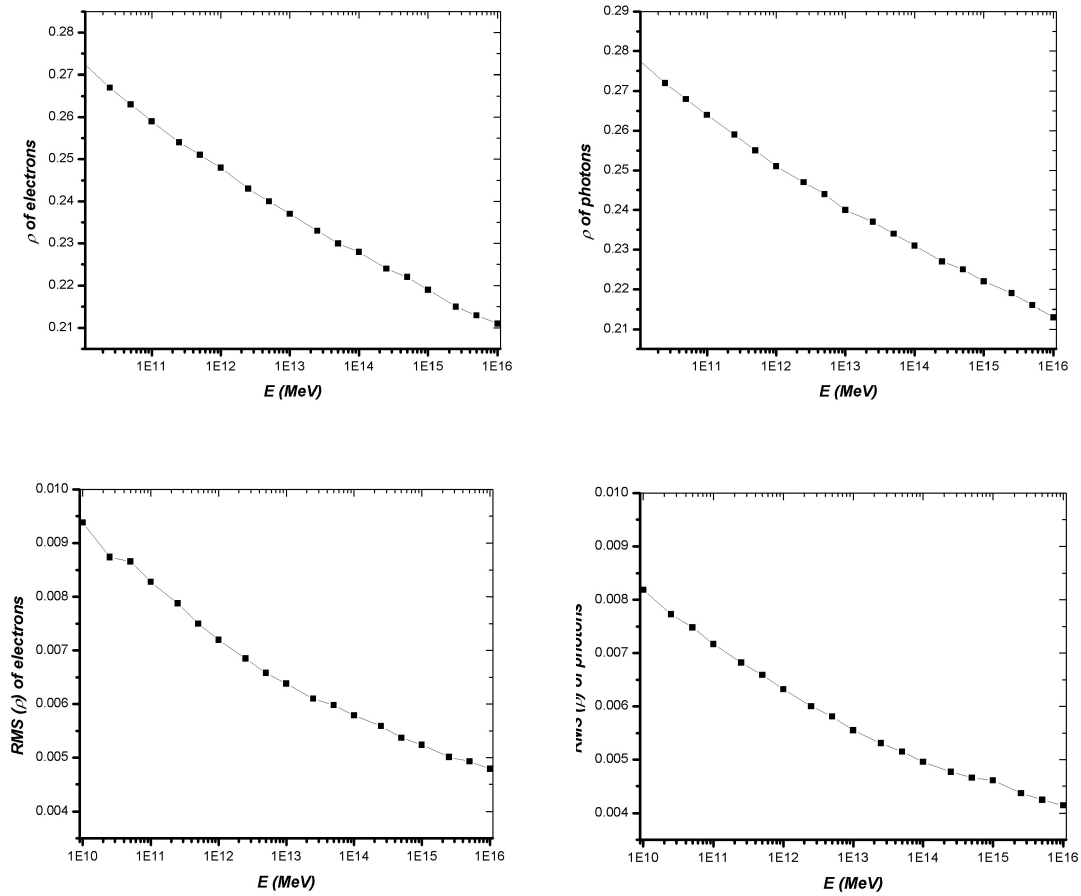 0.28
0.27
0.26
0.25
0.24
0.23
0.22
0.21
ρ of electrons
1E11 1E12 1E13 1E14 1E15 1E16
E (MeV)
0.29
0.28
0.27
0.26
0.25
0.24
0.23
0.22
0.21
ρ of photons
1E11 1E12 1E13 1E14 1E15 1E16
E (MeV)
0.010
0.009
0.008
0.007
0.006
0.005
0.004
RMS (ρ) of electrons
1E10 1E11 1E12 1E13 1E14 1E15 1E16
E (MeV)
0.010
0.009
0.008
0.007
0.006
0.005
0.004
RMS (ρ) of photons
1E10 1E11 1E12 1E13 1E14 1E15 1E16
E (MeV)